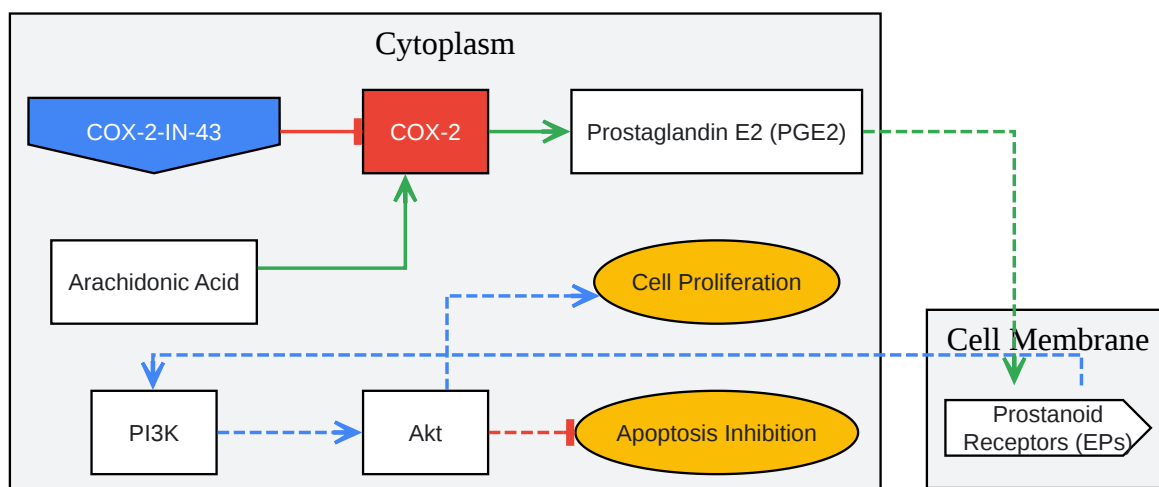 Cytoplasm
COX-2-IN-43
COX-2
Prostaglandin E2 (PGE2)
Arachidonic Acid
Cell Proliferation
Cell Membrane
PI3K
Akt
Apoptosis Inhibition
Prostanoid
Receptors (EPs)